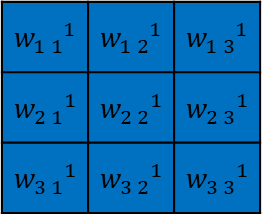 w₁ ₁¹ w₁ ₂¹ w₁ ₃¹
w₂ ₁¹ w₂ ₂¹ w₂ ₃¹
w₃ ₁¹ w₃ ₂¹ w₃ ₃¹